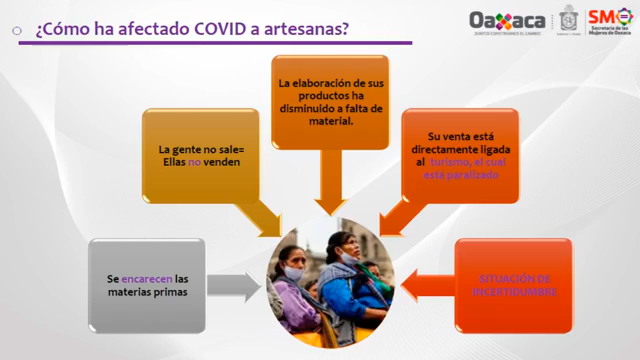 ¿Cómo ha afectado COVID a artesanas?
Oaxaca
JUNTOS CONSTRUIMOS EL CAMBIO
SMO
Secretaría de las
Mujeres de Oaxaca
La elaboración de sus
productos ha
disminuido a falta de
material.
La gente no sale=
Ellas no venden
Su venta está
directamente ligada
al turismo, el cual
está paralizado
Se encarecen las
materias primas
SITUACIÓN DE
INCERTIDUMBRE